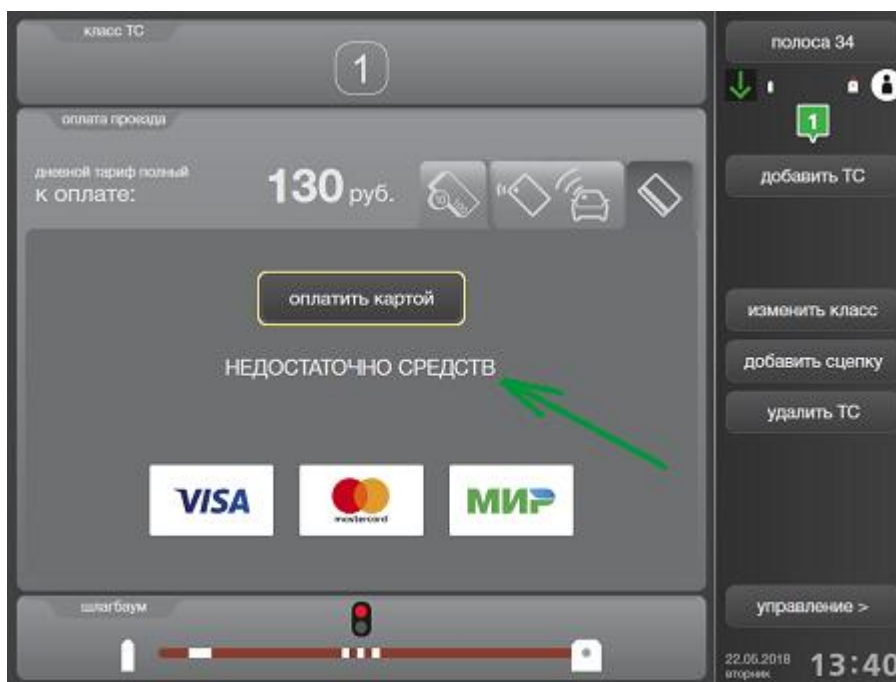 класс ТС
1
оплата проезда
дневной тариф полный
к оплате:
130 руб.
оплатить картой
НЕДОСТАТОЧНО СРЕДСТВ
VISA
mastercard
МИР
шлагбаум
полоса 34
1
добавить ТС
изменить класс
добавить сцепку
удалить ТС
управление >
22.05.2018
вторник
13:40